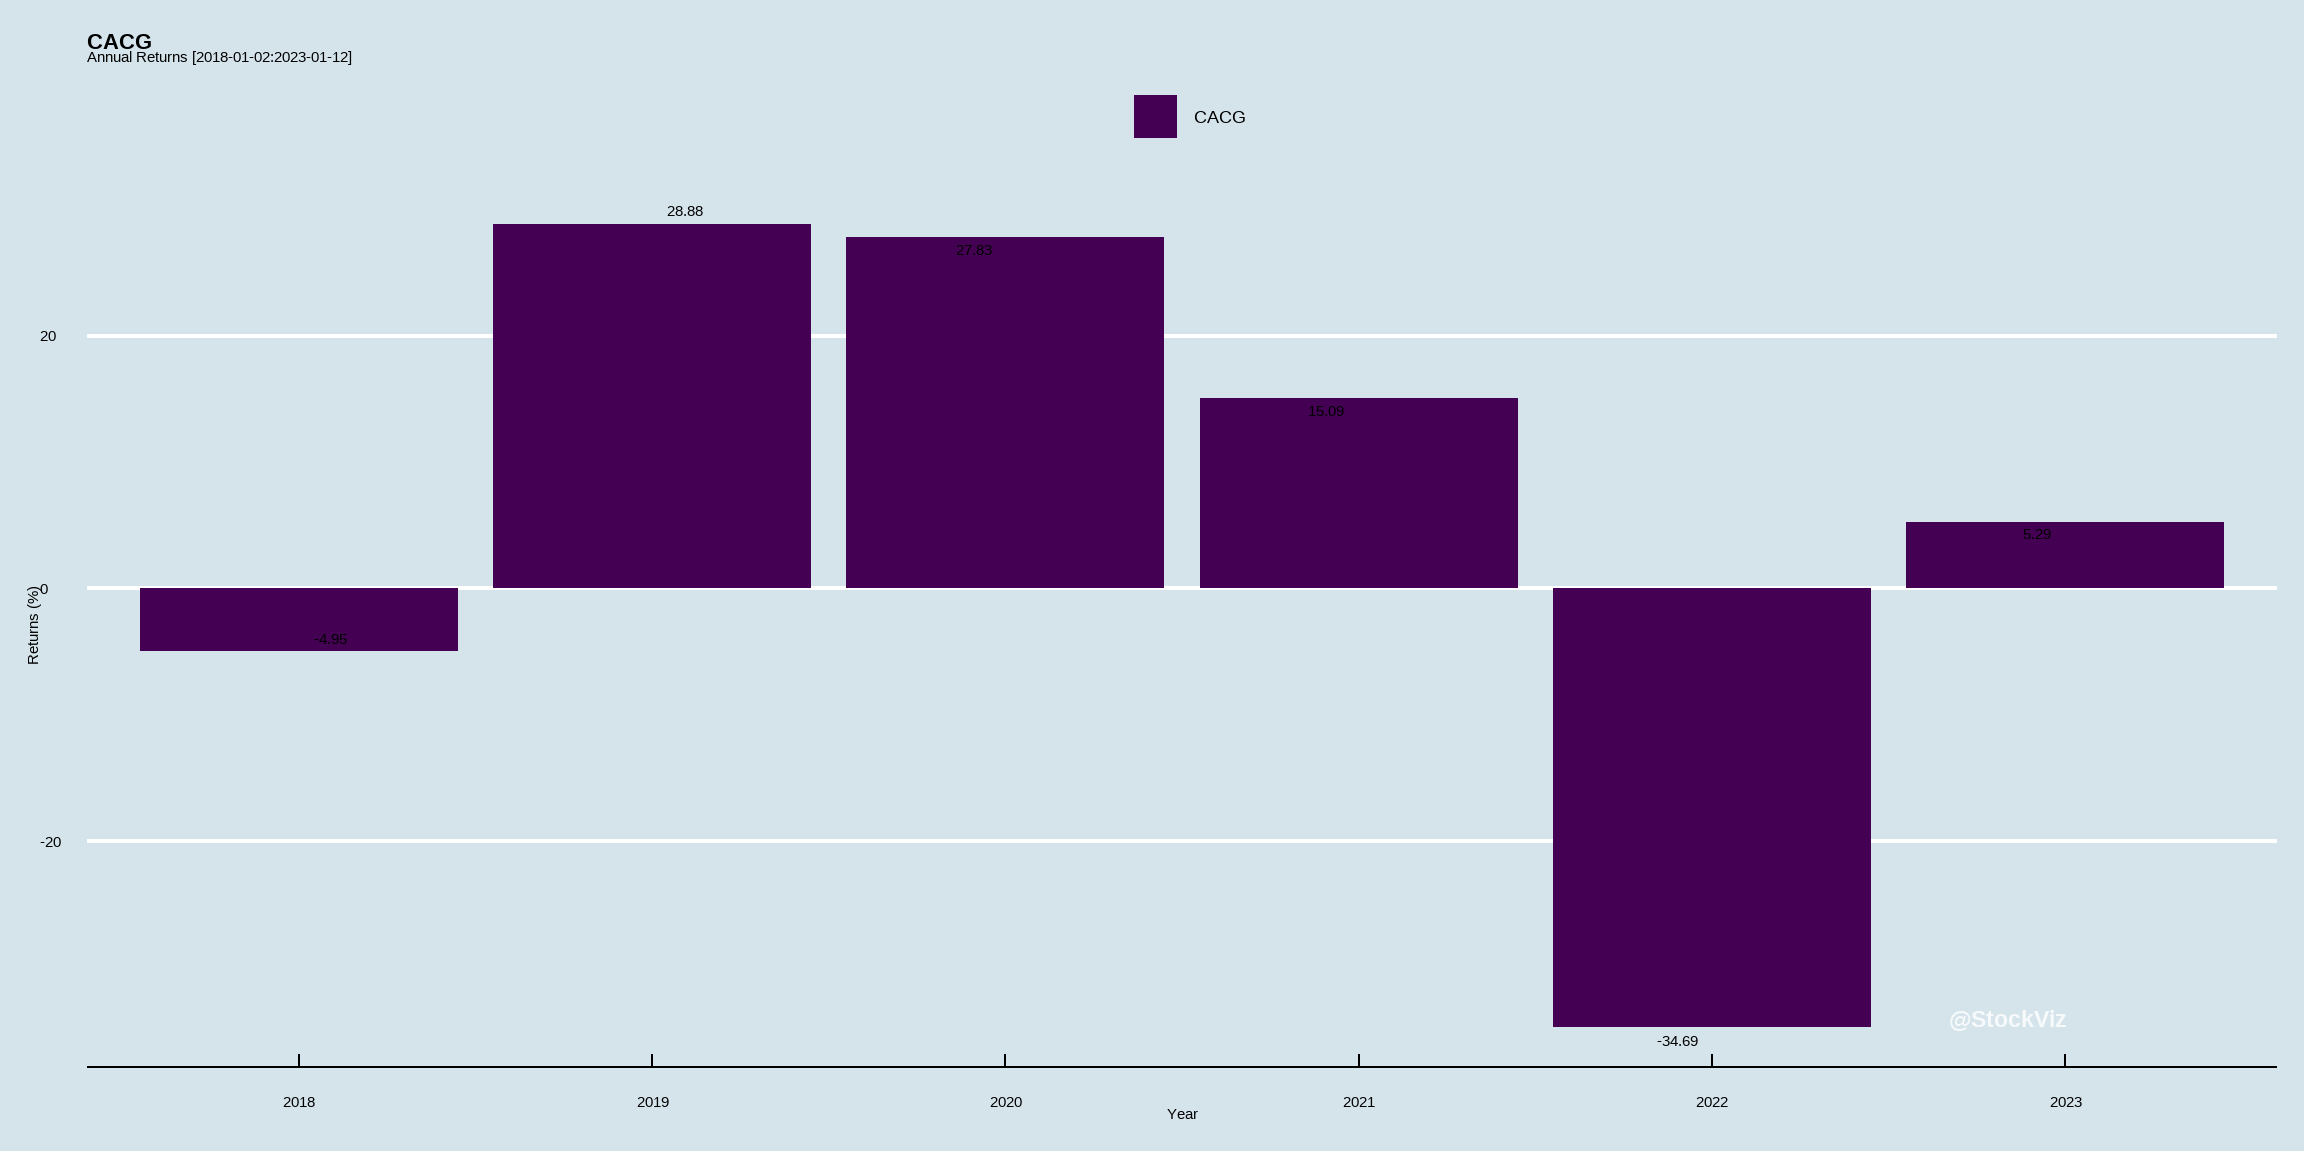 CACG
Annual Returns [2018-01-02:2023-01-12]
CACG
28.88
27.83
20
15.09
5.29
0
-4.95
Returns (%)
-20
@StockViz
-34.69
2018 2019 2020 2021 2022 2023
Year